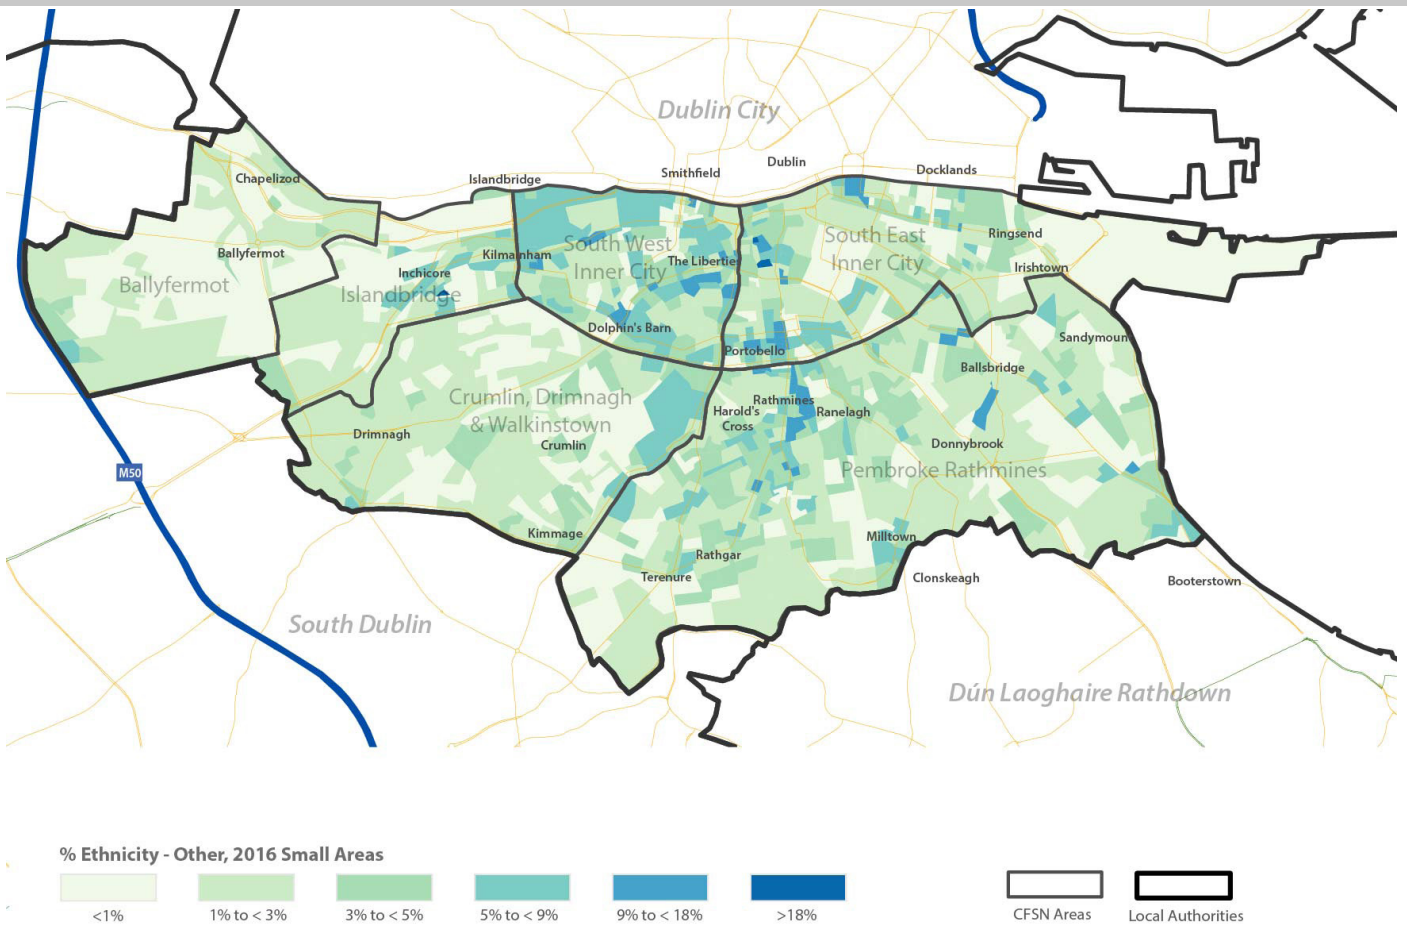 Dublin City
Dublin
Smithfield
Docklands
Islandbridge
Chapelizod
Ballyfermot
Ballyfermot
Kilmainham
South West
Inner City
The Libertie
South East
Inner City
Ringsend
Irishtown
Inchicore
Islandbridge
Dolphin's Barn
Portobello
Sandymoun
Ballsbridge
Crumlin, Drimnagh
& Walkinstown
Rathmines
Harold's
Cross
Ranelagh
Drimnagh
Crumlin
Donnybrook
Pembroke Rathmines
M50
Kimmage
Milltown
Rathgar
Terenure
Clonskeagh
Booterstown
South Dublin
Dún Laoghaire Rathdown
% Ethnicity - Other, 2016 Small Areas
<1%
1% to < 3%
3% to < 5%
5% to < 9%
9% to < 18%
>18%
CFSN Areas
Local Authorities